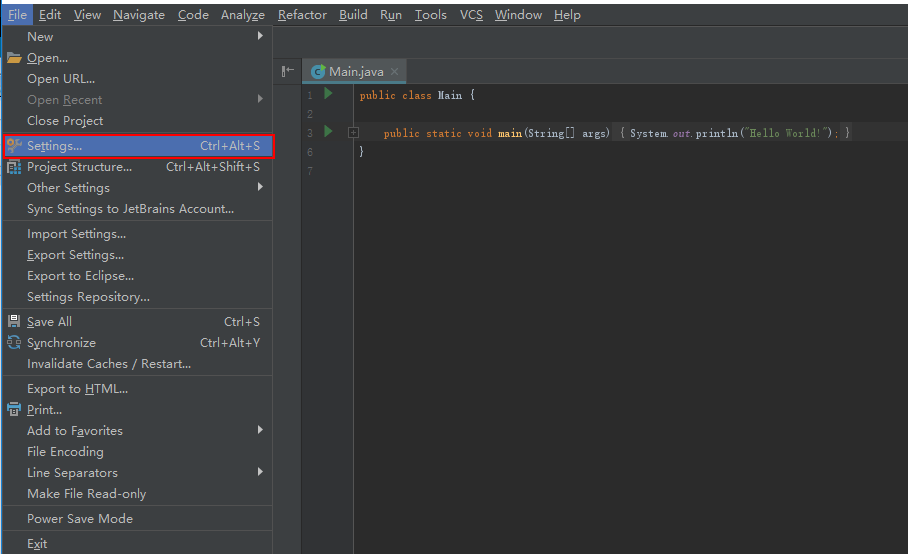 File Edit View Navigate Code Analyze Refactor Build Run Tools VCS Window Help
New
Open...
Open URL...
Open Recent
Close Project
Settings... Ctrl+Alt+S
Project Structure... Ctrl+Alt+Shift+S
Other Settings
Sync Settings to JetBrains Account...
Import Settings...
Export Settings...
Export to Eclipse...
Settings Repository...
Save All Ctrl+S
Synchronize Ctrl+Alt+Y
Invalidate Caches / Restart...
Export to HTML...
Print...
Add to Favorites
File Encoding
Line Separators
Make File Read-only
Power Save Mode
Exit
Main.java
1 public class Main {
2
3 public static void main(String[] args) { System.out.println("Hello World!"); }
6 }
7